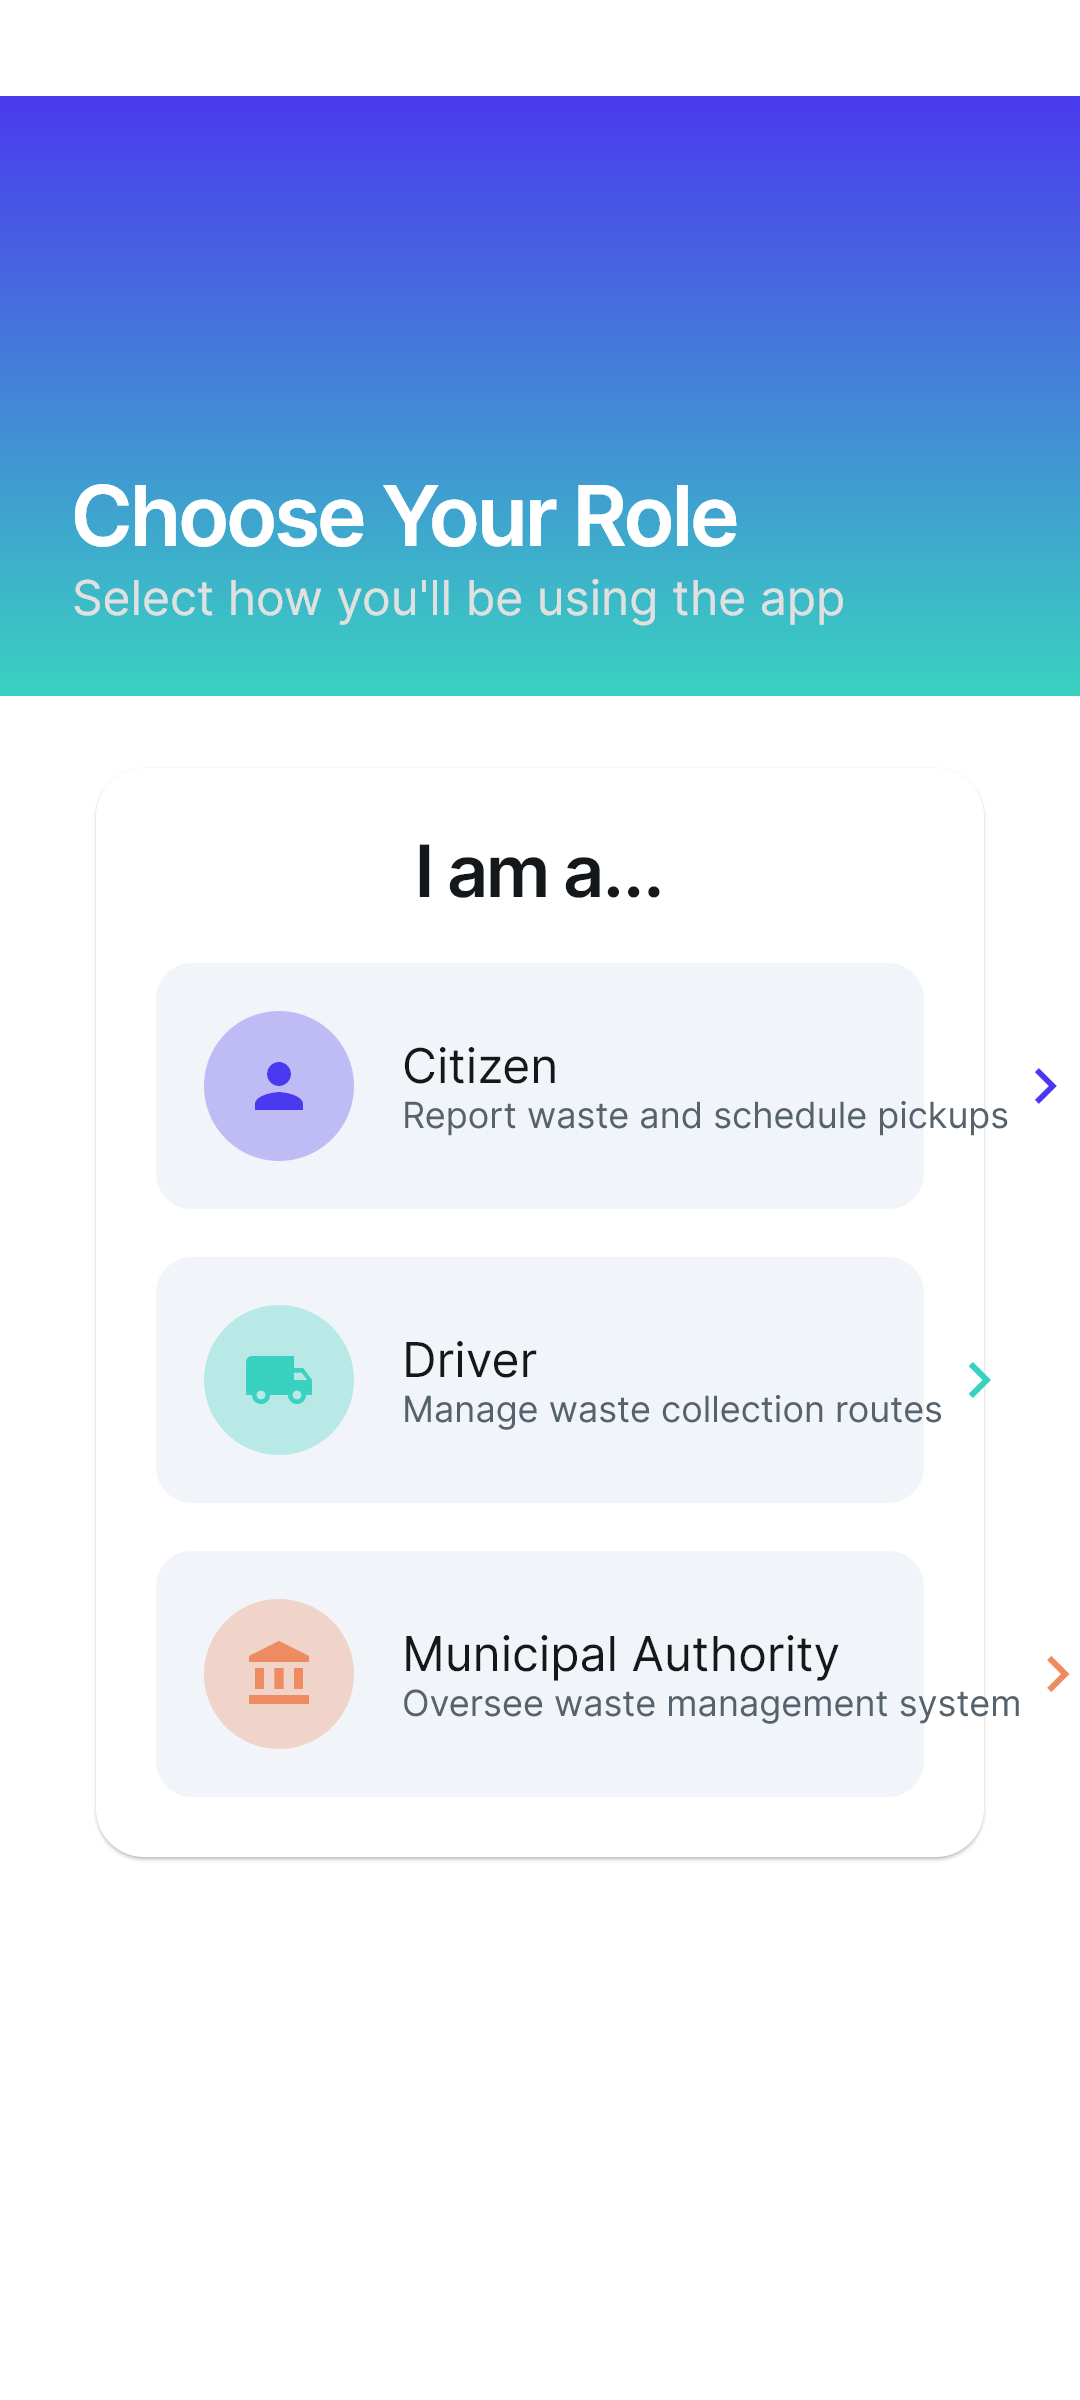 Choose Your Role
Select how you'll be using the app
I am a...
Citizen
Report waste and schedule pickups
Driver
Manage waste collection routes
Municipal Authority
Oversee waste management system